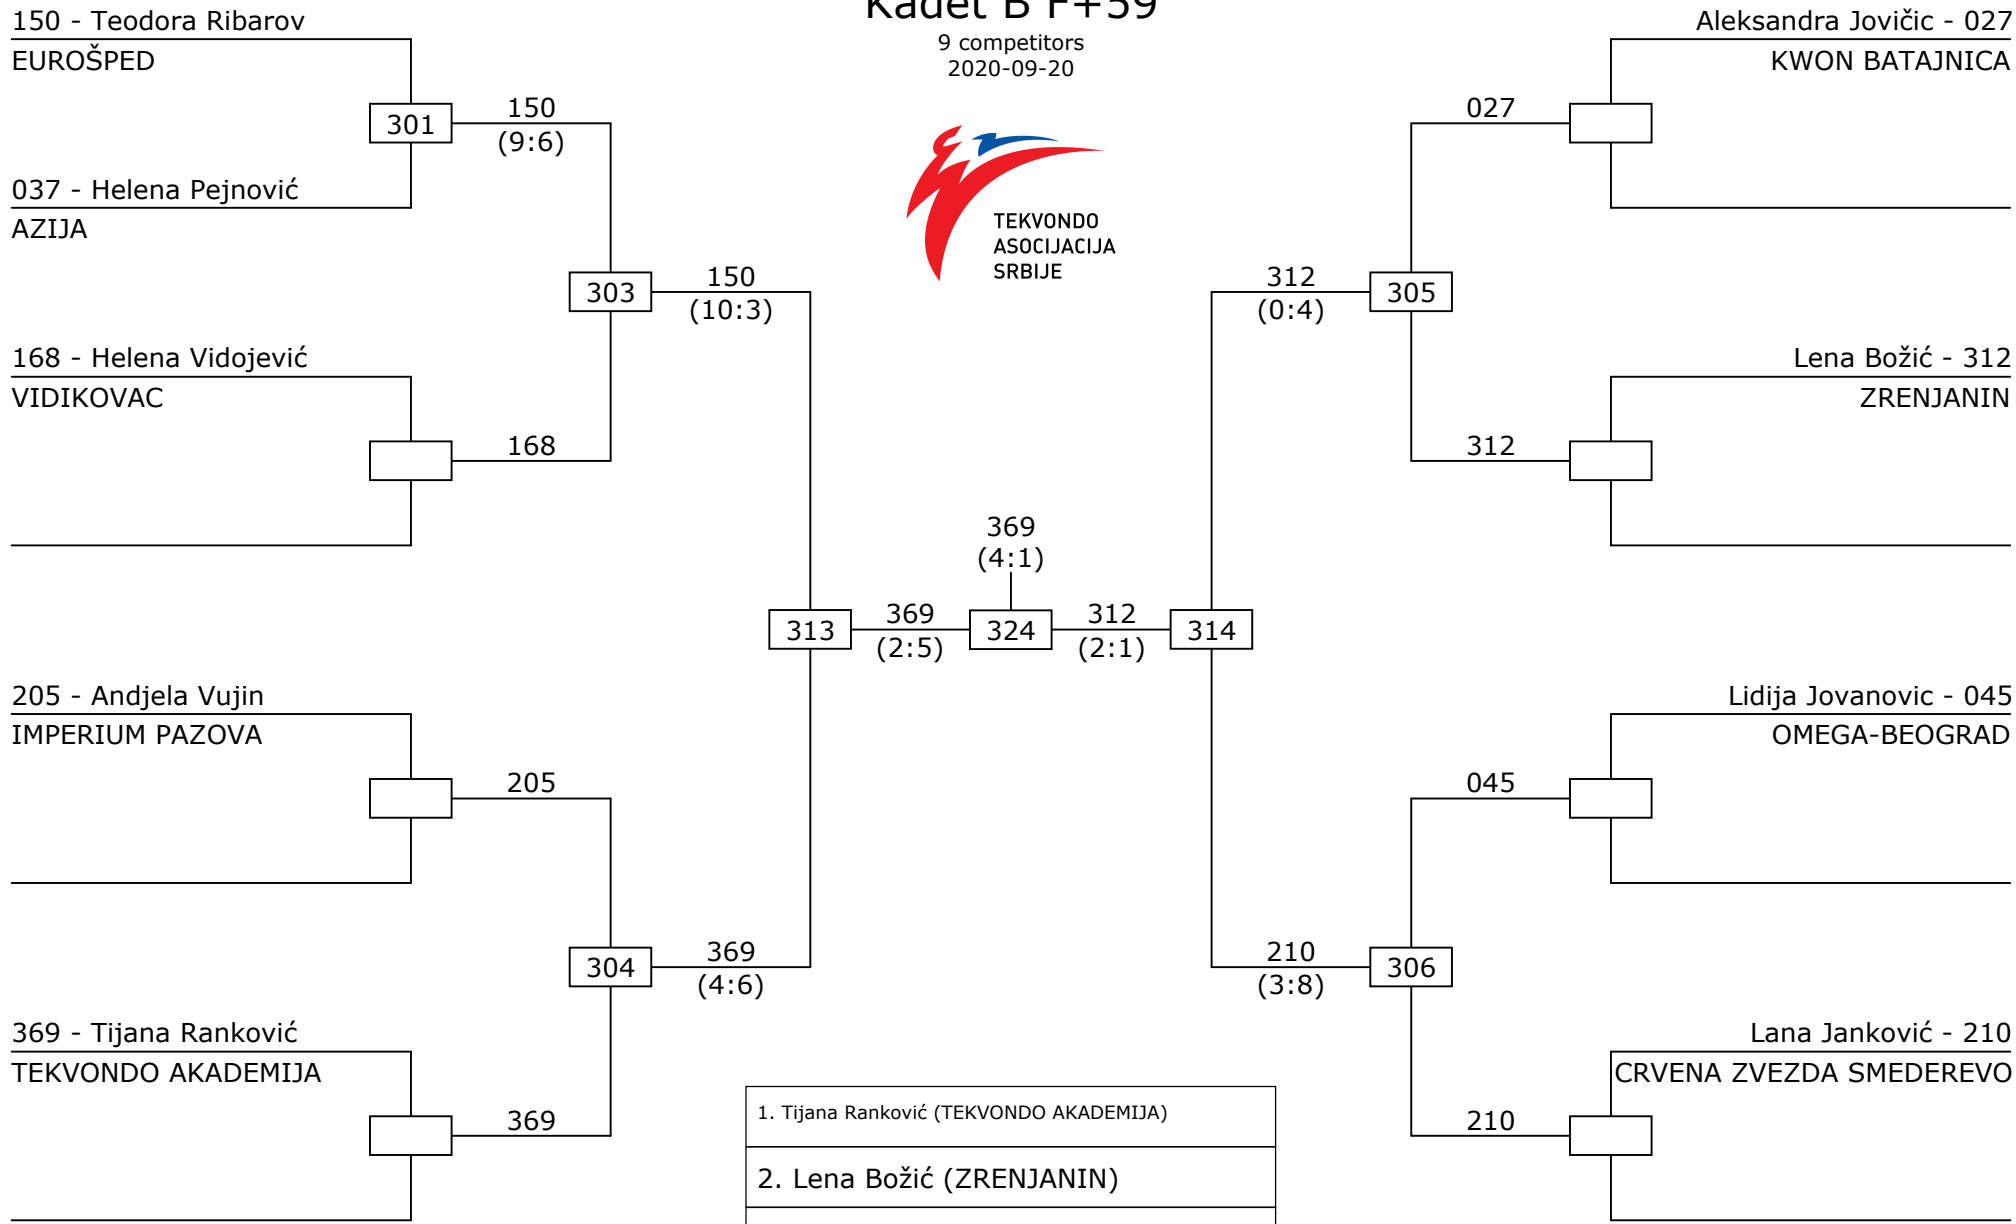 Kadet B F+59
9 competitors
2020-09-20
TEKVONDO
ASOCIJACIJA
SRBIJE
150 - Teodora Ribarov
EUROŠPED
301
150
(9:6)
037 - Helena Pejnović
AZIJA
303
150
(10:3)
168 - Helena Vidojević
VIDIKOVAC
168
205 - Andjela Vujin
IMPERIUM PAZOVA
205
304
369
(4:6)
369 - Tijana Ranković
TEKVONDO AKADEMIJA
369
313
369
(2:5)
369
(4:1)
324
312
(2:1)
314
Aleksandra Jovičic - 027
KWON BATAJNICA
027
312
(0:4)
305
Lena Božić - 312
ZRENJANIN
312
Lidija Jovanovic - 045
OMEGA-BEOGRAD
045
210
(3:8)
306
Lana Janković - 210
CRVENA ZVEZDA SMEDEREVO
210
1. Tijana Ranković (TEKVONDO AKADEMIJA)
2. Lena Božić (ZRENJANIN)